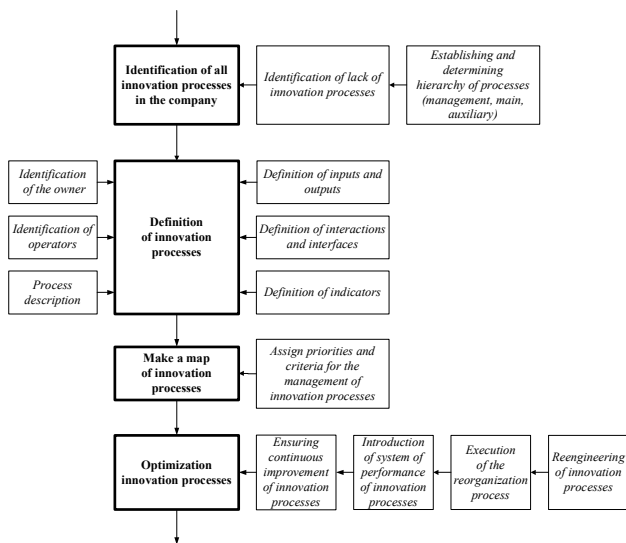 Identification of all
innovation processes
in the company
Identification of lack of
innovation processes
Establishing and
determining
hierarchy of processes
(management, main,
auxiliary)
Identification
of the owner
Identification of
operators
Process
description
Definition
of innovation
processes
Definition of inputs and
outputs
Definition of interactions
and interfaces
Definition of indicators
Make a map
of innovation
processes
Assign priorities and
criteria for the
management of
innovation processes
Optimization
innovation processes
Ensuring
continuous
improvement
of innovation
processes
Introduction
of system of
performance
of innovation
processes
Execution
of the
reorganization
process
Reengineering
of innovation
processes